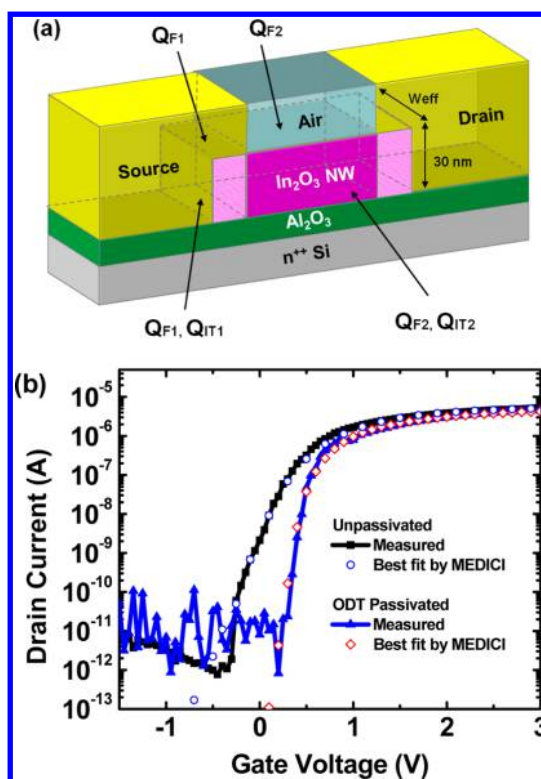 (a)
QF1
QF2
Weff
Air
Drain
Source
30 nm
In2O3 NW
Al2O3
n++ Si
QF1, QIT1
QF2, QIT2
(b)
10-5
10-6
10-7
10-8
10-9
10-10
10-11
10-12
10-13
Drain Current (A)
Unpassivated
Measured
Best fit by MEDICI
ODT Passivated
Measured
Best fit by MEDICI
-1 0 1 2 3
Gate Voltage (V)